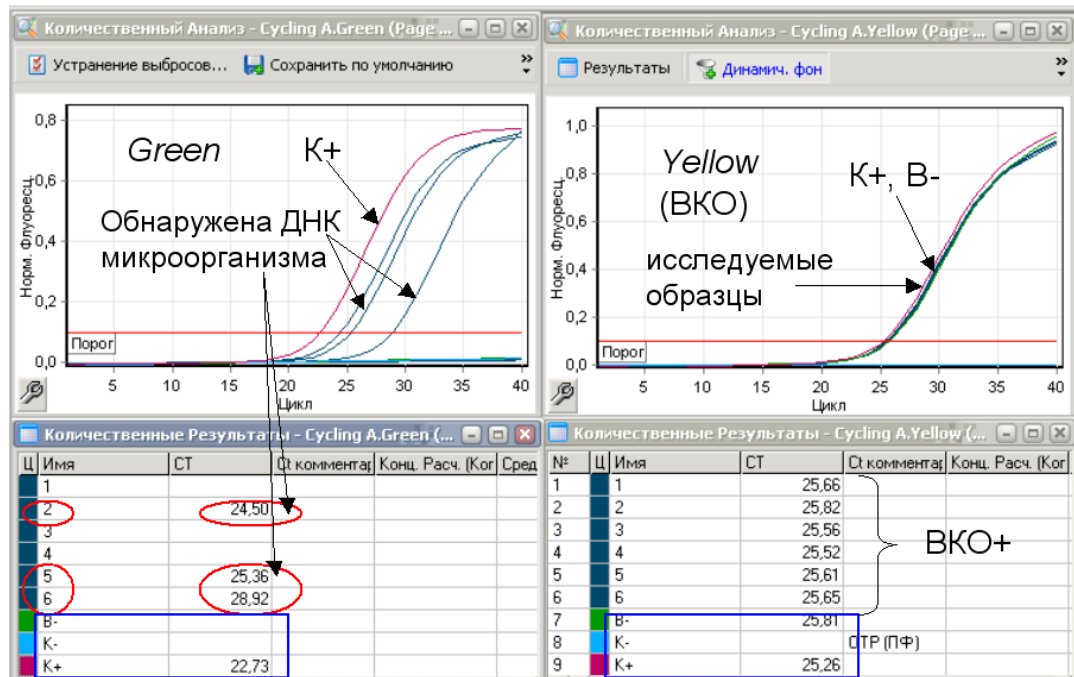 Количественный Анализ - Cycling A.Green (Page ...
Устранение выбросов... Сохранить по умолчанию »
Норм. Флуоресц.
0,8
0,6
0,4
0,2
0,0
Green
K+
Обнаружена ДНК
микроорганизма
Порог
5 10 15 20 25 30 35 40
Цикл
Количественный Анализ - Cycling A.Yellow (Page ...
Результаты Динамич. фон »
Норм. Флуоресц.
1,0
0,8
0,6
0,4
0,2
0,0
Yellow
(ВКО)
К+, В-
исследуемые
образцы
Порог
5 10 15 20 25 30 35 40
Цикл
Количественные Результаты - Cycling A.Green (...
Ц Имя CT Ct комментар Конц. Расч. (Ког Сред
1
2 24,50
3
4
5 25,36
6 28,92
В-
К-
К+ 22,73
Количественные Результаты - Cycling A.Yellow (...
№ Ц Имя CT Ct комментар Конц. Расч. (Ког
1 1 25,66
2 2 25,82
3 3 25,56
4 4 25,52
5 5 25,61
6 6 25,65
7 В- 25,81
8 К- ОТР (ПФ)
9 К+ 25,26
ВКО+